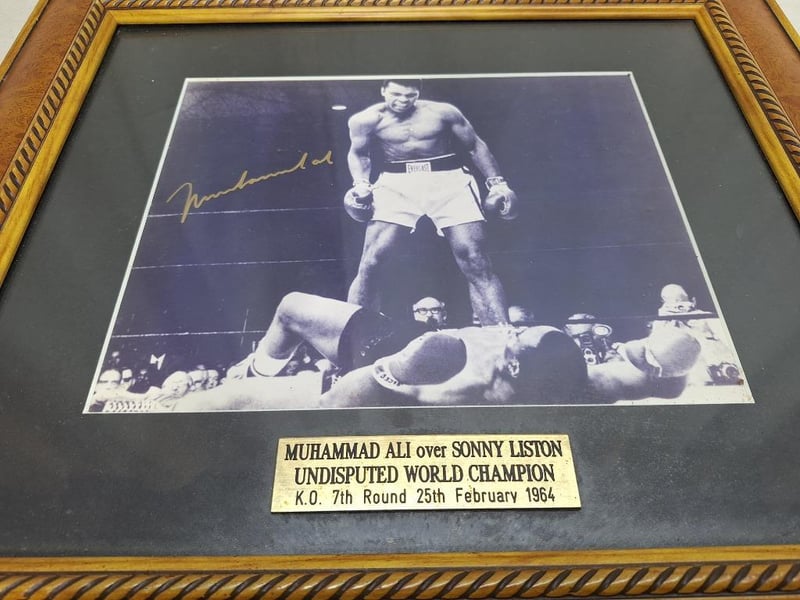 Muhammad Ali
EVERLAST
MUHAMMAD ALI over SONNY LISTON
UNDISPUTED WORLD CHAMPION
K.O. 7th Round 25th February 1964